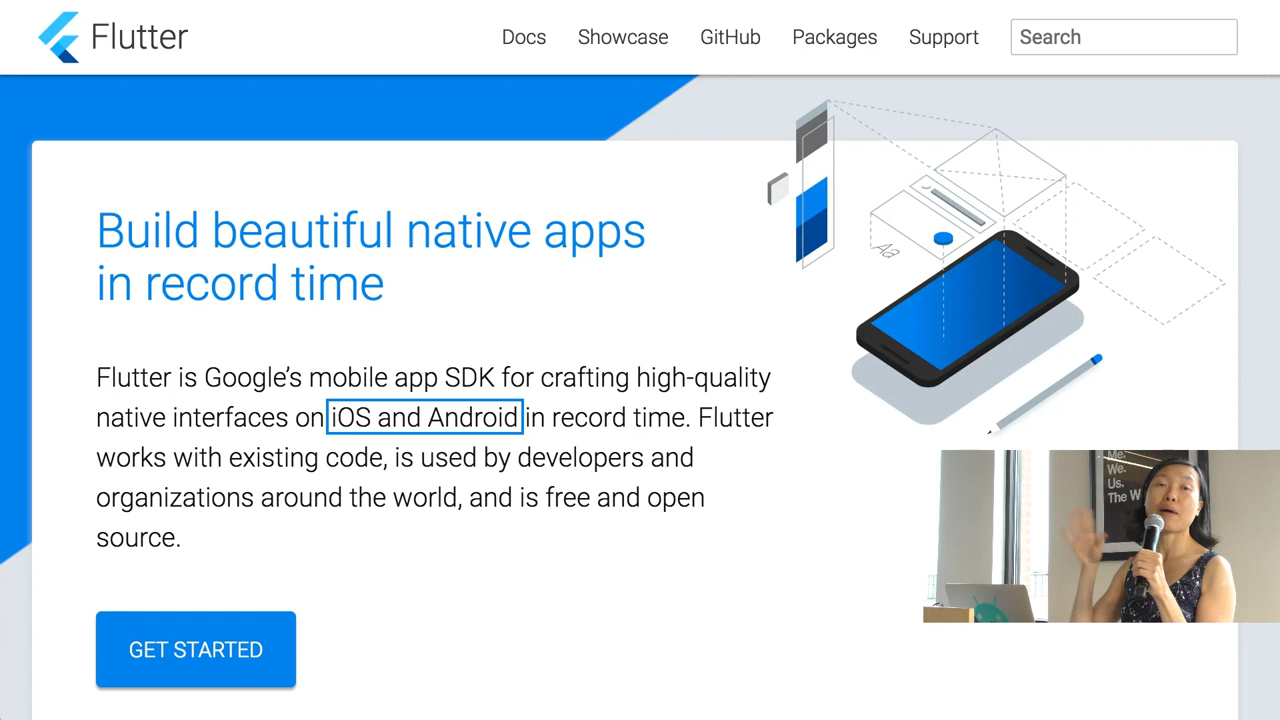 Flutter
Docs Showcase GitHub Packages Support Search
Build beautiful native apps
in record time
Aa
Flutter is Google's mobile app SDK for crafting high-quality
native interfaces on iOS and Android in record time. Flutter
works with existing code, is used by developers and
organizations around the world, and is free and open
source.
GET STARTED
Me.
We.
Us.
The W